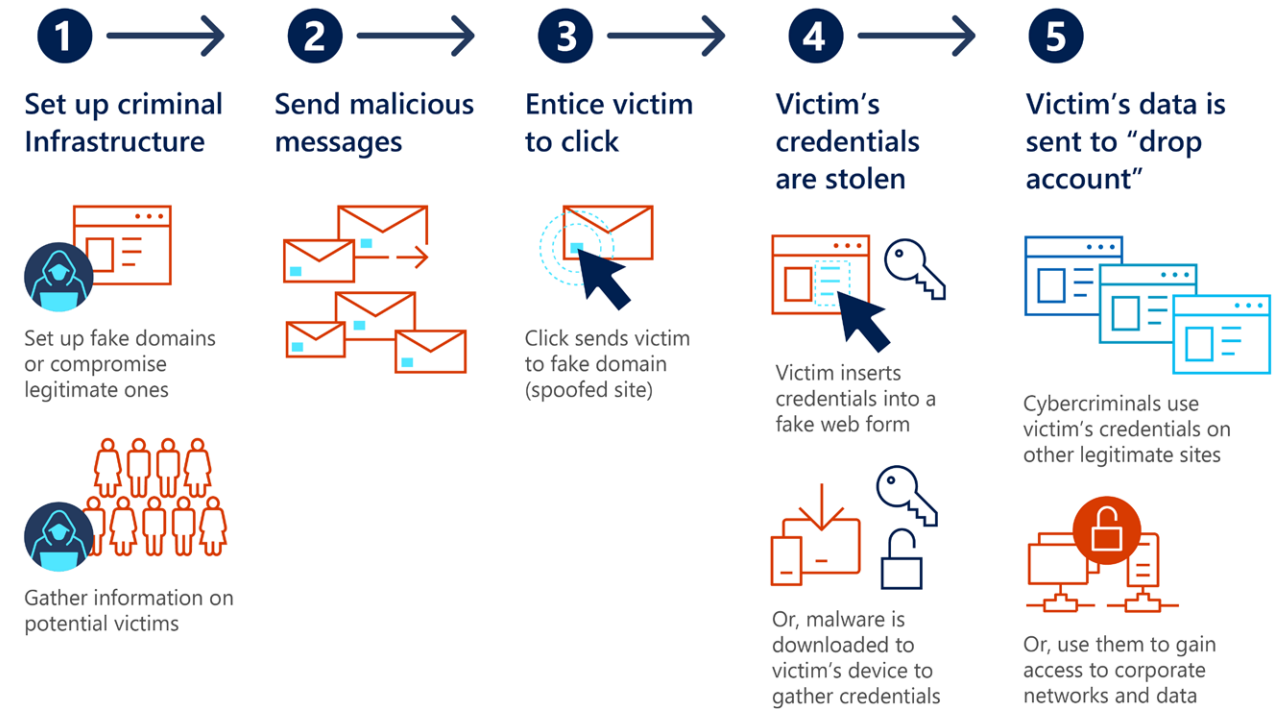 1
Set up criminal
Infrastructure
Set up fake domains
or compromise
legitimate ones
Gather information on
potential victims
2
Send malicious
messages
3
Entice victim
to click
Click sends victim
to fake domain
(spoofed site)
4
Victim's
credentials
are stolen
Victim inserts
credentials into a
fake web form
Or, malware is
downloaded to
victim's device to
gather credentials
5
Victim's data is
sent to “drop
account”
Cybercriminals use
victim's credentials on
other legitimate sites
Or, use them to gain
access to corporate
networks and data